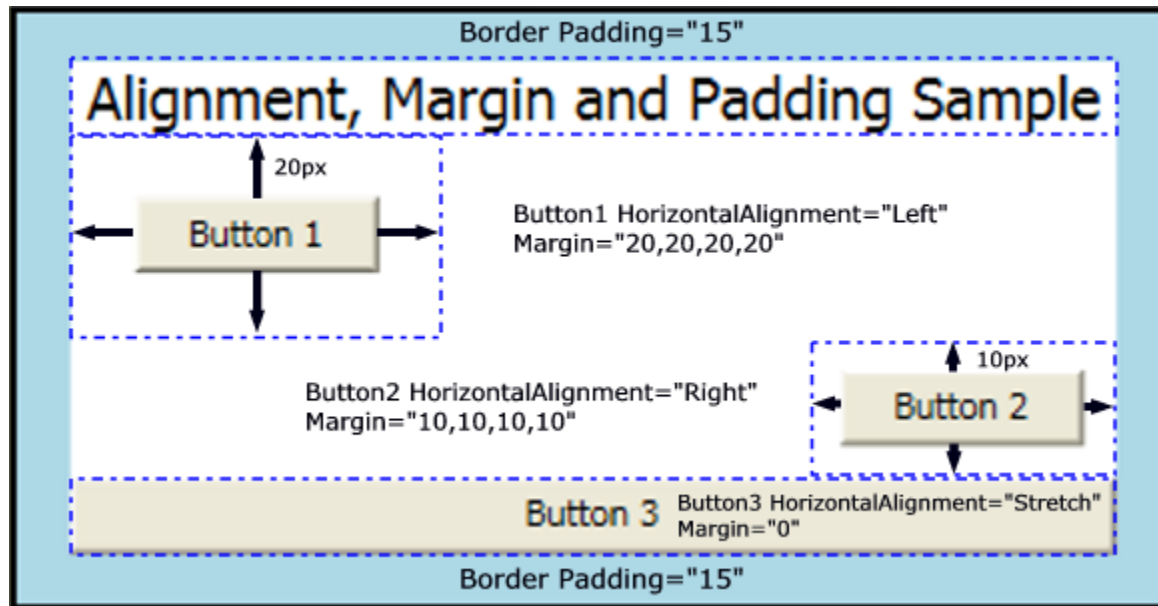 Border Padding="15"
Alignment, Margin and Padding Sample
20px
Button 1
Button1 HorizontalAlignment="Left"
Margin="20,20,20,20"
10px
Button2 HorizontalAlignment="Right"
Margin="10,10,10,10"
Button 2
Button 3
Button3 HorizontalAlignment="Stretch"
Margin="0"
Border Padding="15"